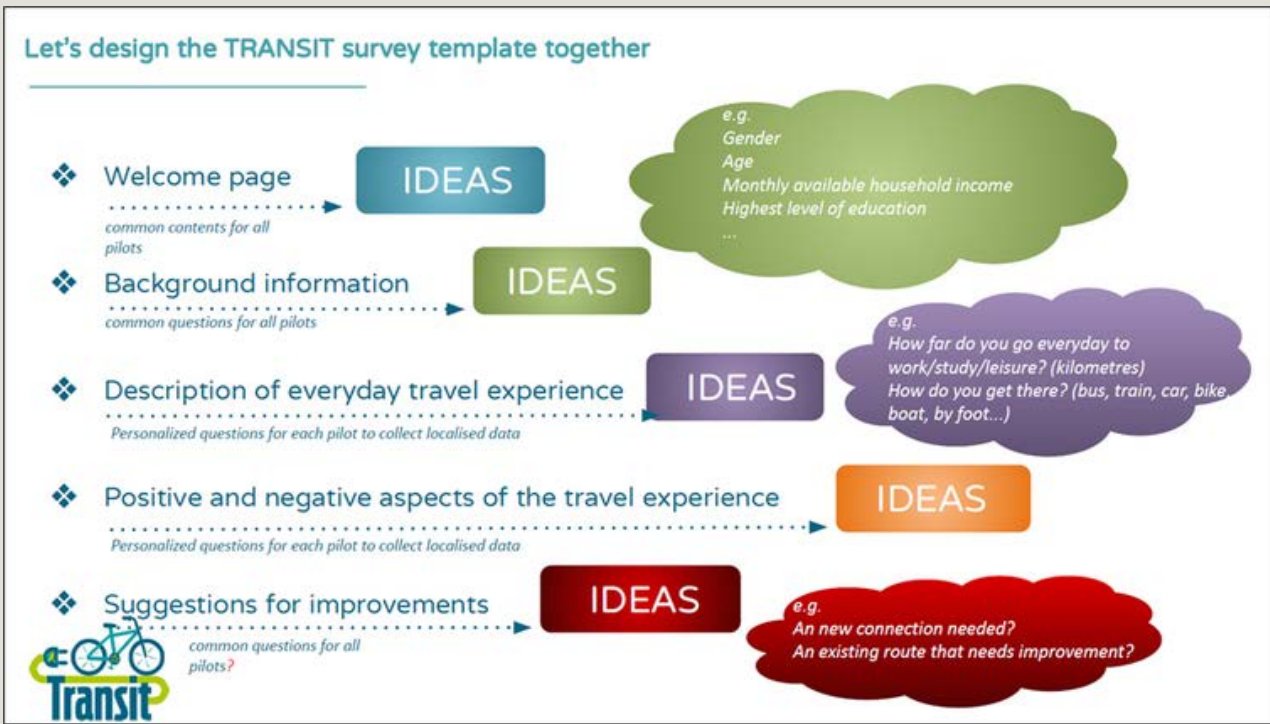 Let's design the TRANSIT survey template together
❖ Welcome page
common contents for all
pilots
IDEAS
e.g.
Gender
Age
Monthly available household income
Highest level of education
...
❖ Background information
common questions for all pilots
IDEAS
❖ Description of everyday travel experience
Personalized questions for each pilot to collect localised data
IDEAS
e.g.
How far do you go everyday to
work/study/leisure? (kilometres)
How do you get there? (bus, train, car, bike,
boat, by foot...)
❖ Positive and negative aspects of the travel experience
Personalized questions for each pilot to collect localised data
IDEAS
❖ Suggestions for improvements
common questions for all
pilots?
IDEAS
e.g.
An new connection needed?
An existing route that needs improvement?
Transit